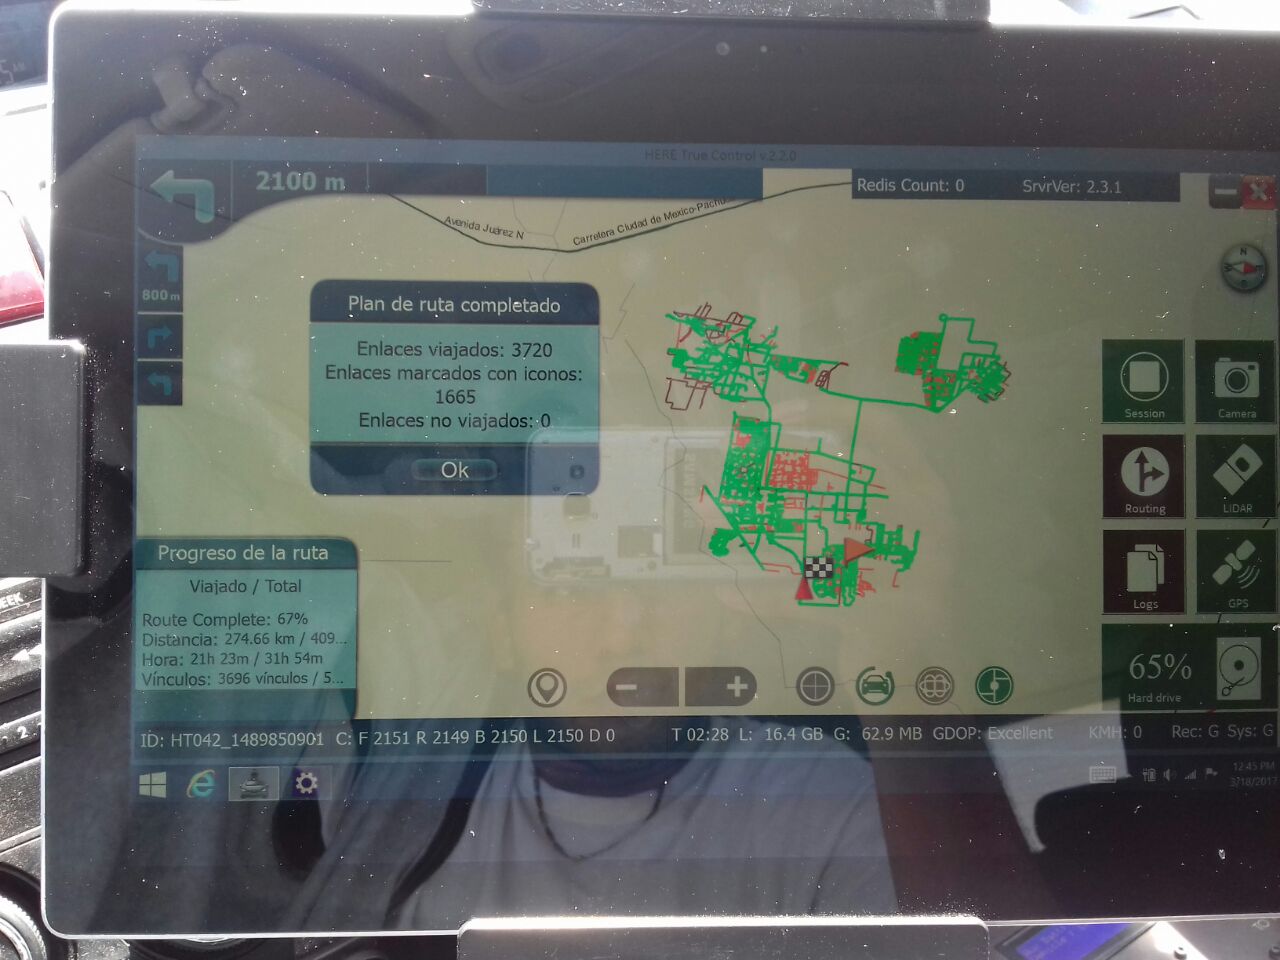 HERE True Control v.2.2.0
2100 m
Redis Count: 0
SrvrVer: 2.3.1
Avenida Juárez N
Carretera Ciudad de Mexico-Pachu
N
800 m
Plan de ruta completado
Enlaces viajados: 3720
Enlaces marcados con iconos:
1665
Enlaces no viajados: 0
Ok
Session
Camera
Routing
LIDAR
Logs
GPS
65%
Hard drive
Progreso de la ruta
Viajado / Total
Route Complete: 67%
Distancia: 274.66 km / 409...
Hora: 21h 23m / 31h 54m
Vínculos: 3696 vínculos / 5...
ID: HT042_1489850901 C: F 2151 R 2149 B 2150 L 2150 D 0
T 02:28 L: 16.4 GB G: 62.9 MB GDOP: Excellent
KMH: 0
Rec: G Sys: G
12:45 PM
3/18/2017
2